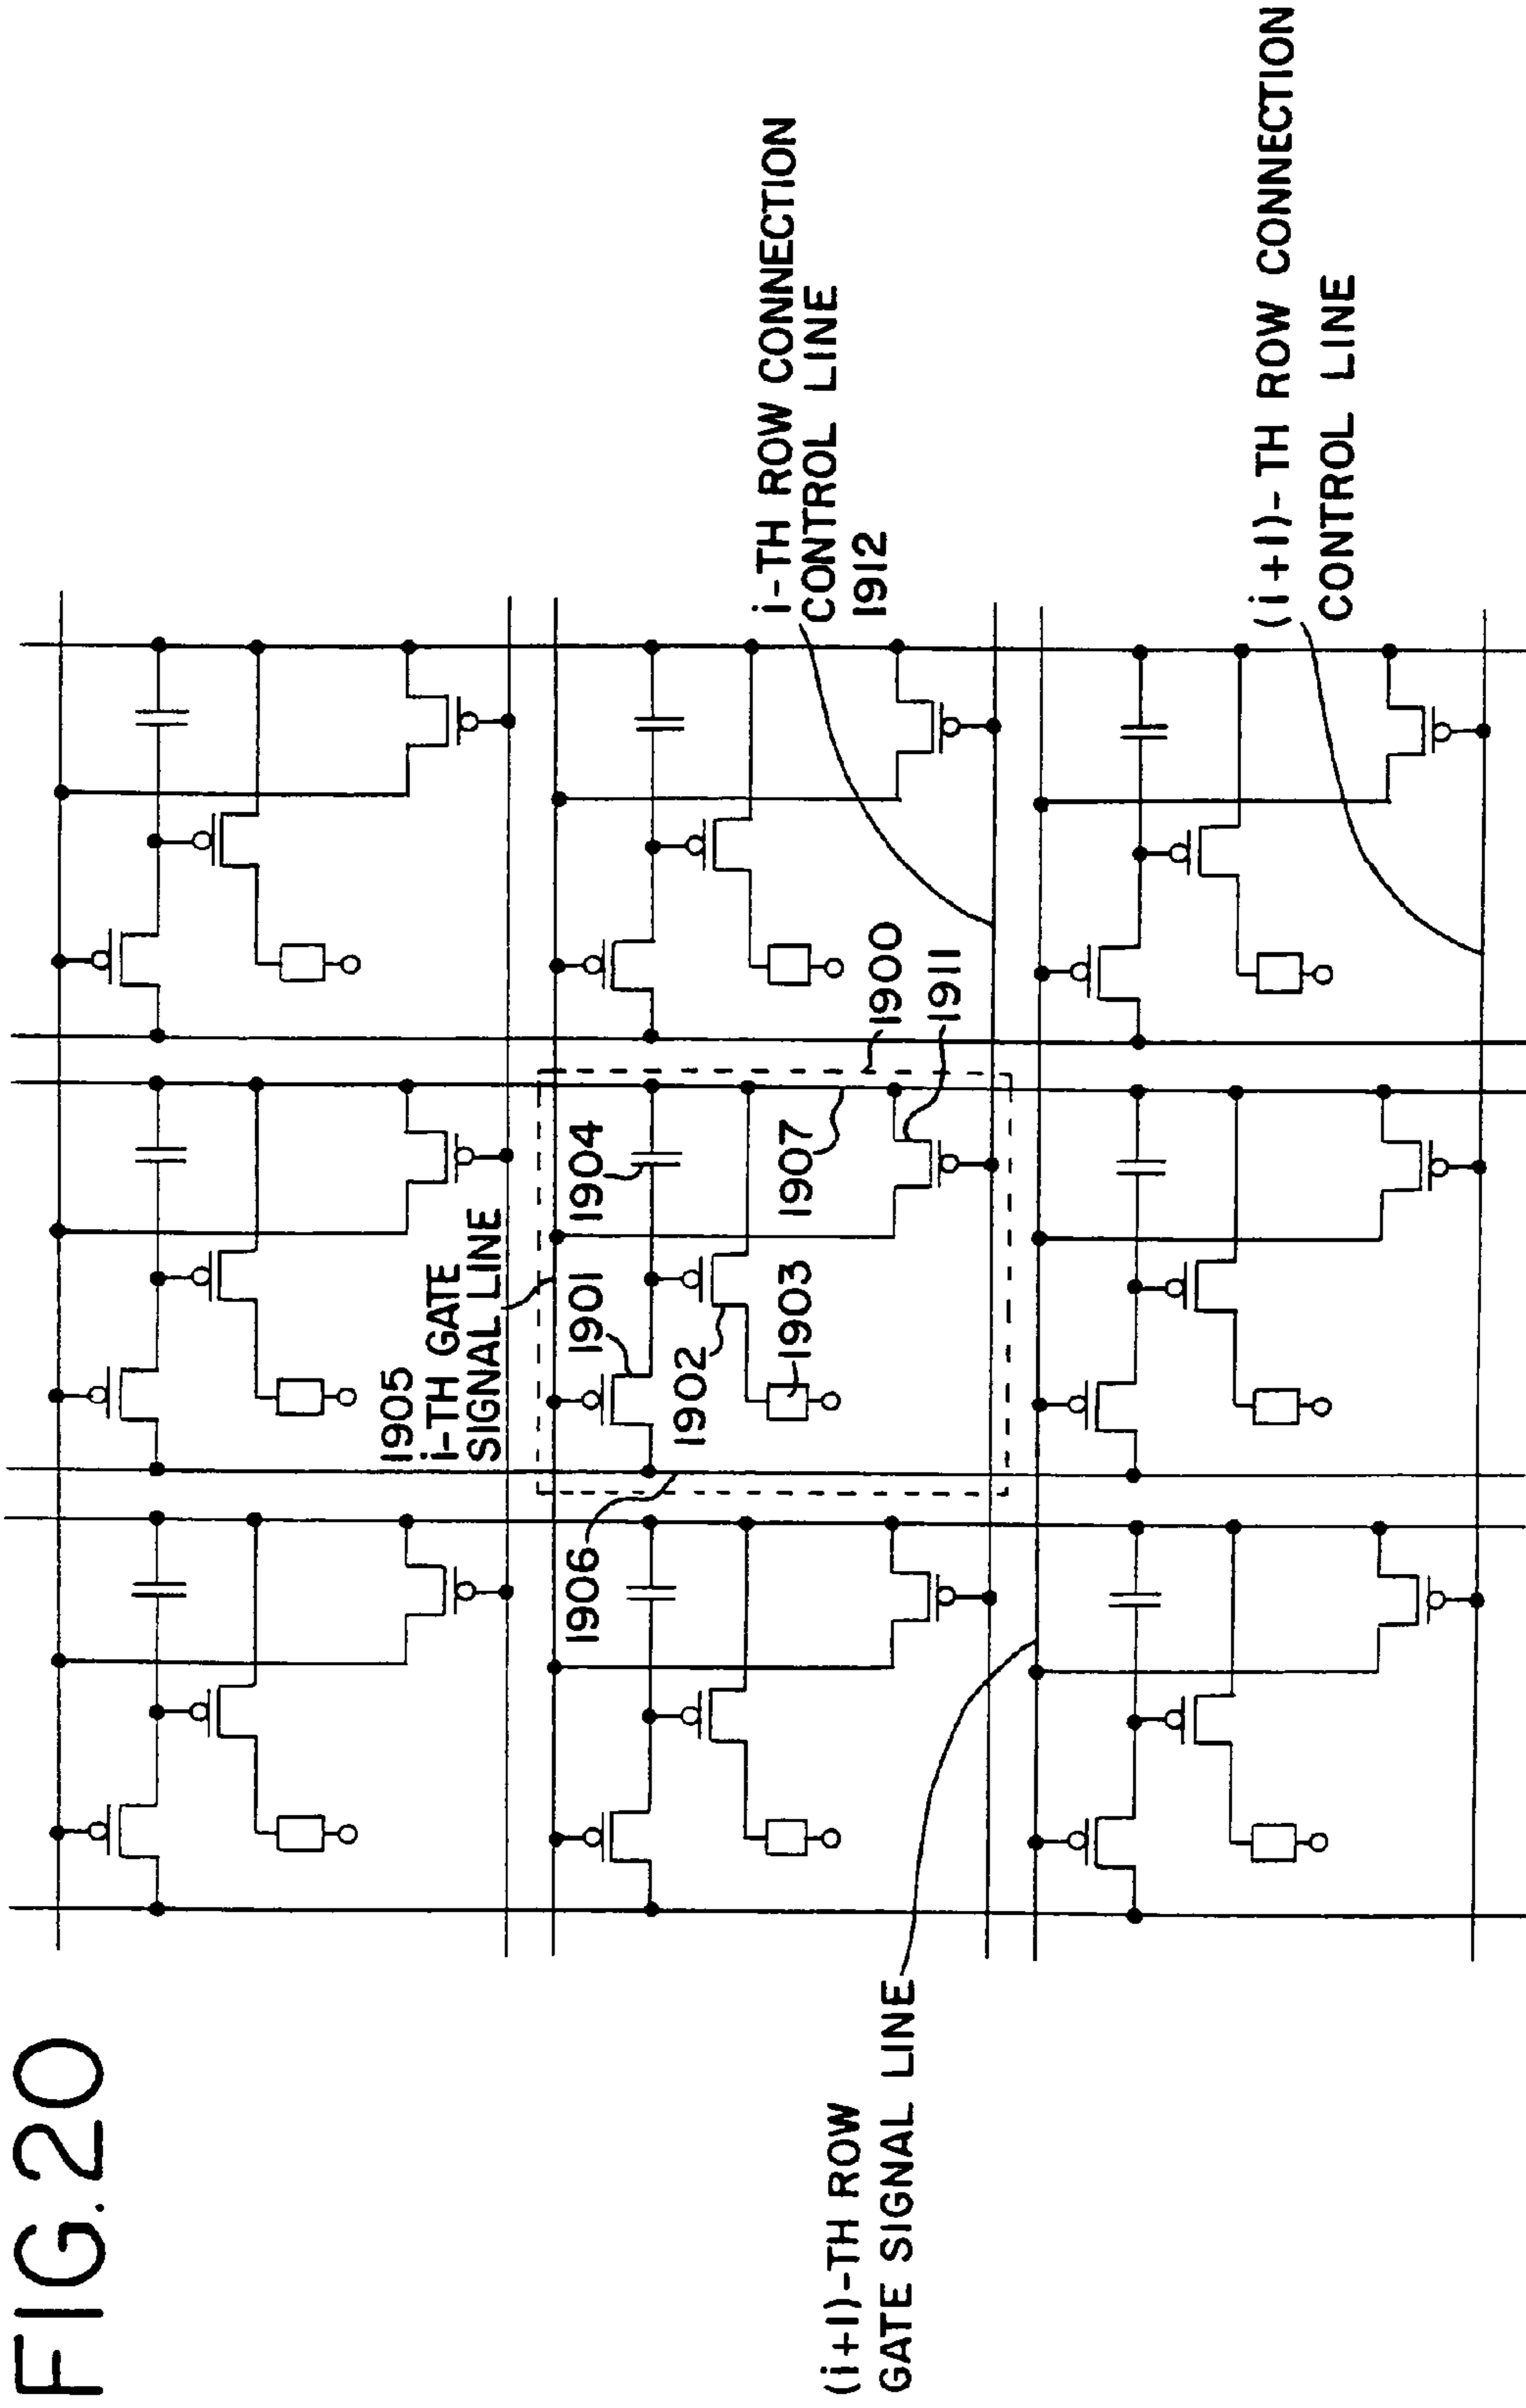 FIG.20
1905
i-TH GATE
SIGNAL LINE
1901
1904
1902
1903
1906
1907
1900
1911
i-TH ROW CONNECTION
CONTROL LINE
1912
(i+1)-TH ROW
GATE SIGNAL LINE
(i+1)-TH ROW CONNECTION
CONTROL LINE